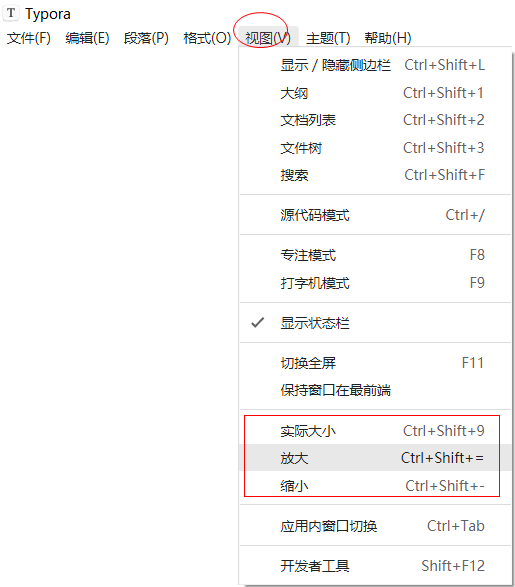 T Typora
文件(F) 编辑(E) 段落(P) 格式(O) 视图(V) 主题(T) 帮助(H)
显示 / 隐藏侧边栏 Ctrl+Shift+L
大纲 Ctrl+Shift+1
文档列表 Ctrl+Shift+2
文件树 Ctrl+Shift+3
搜索 Ctrl+Shift+F
源代码模式 Ctrl+/
专注模式 F8
打字机模式 F9
显示状态栏
切换全屏 F11
保持窗口在最前端
实际大小 Ctrl+Shift+9
放大 Ctrl+Shift+=
缩小 Ctrl+Shift+-
应用内窗口切换 Ctrl+Tab
开发者工具 Shift+F12